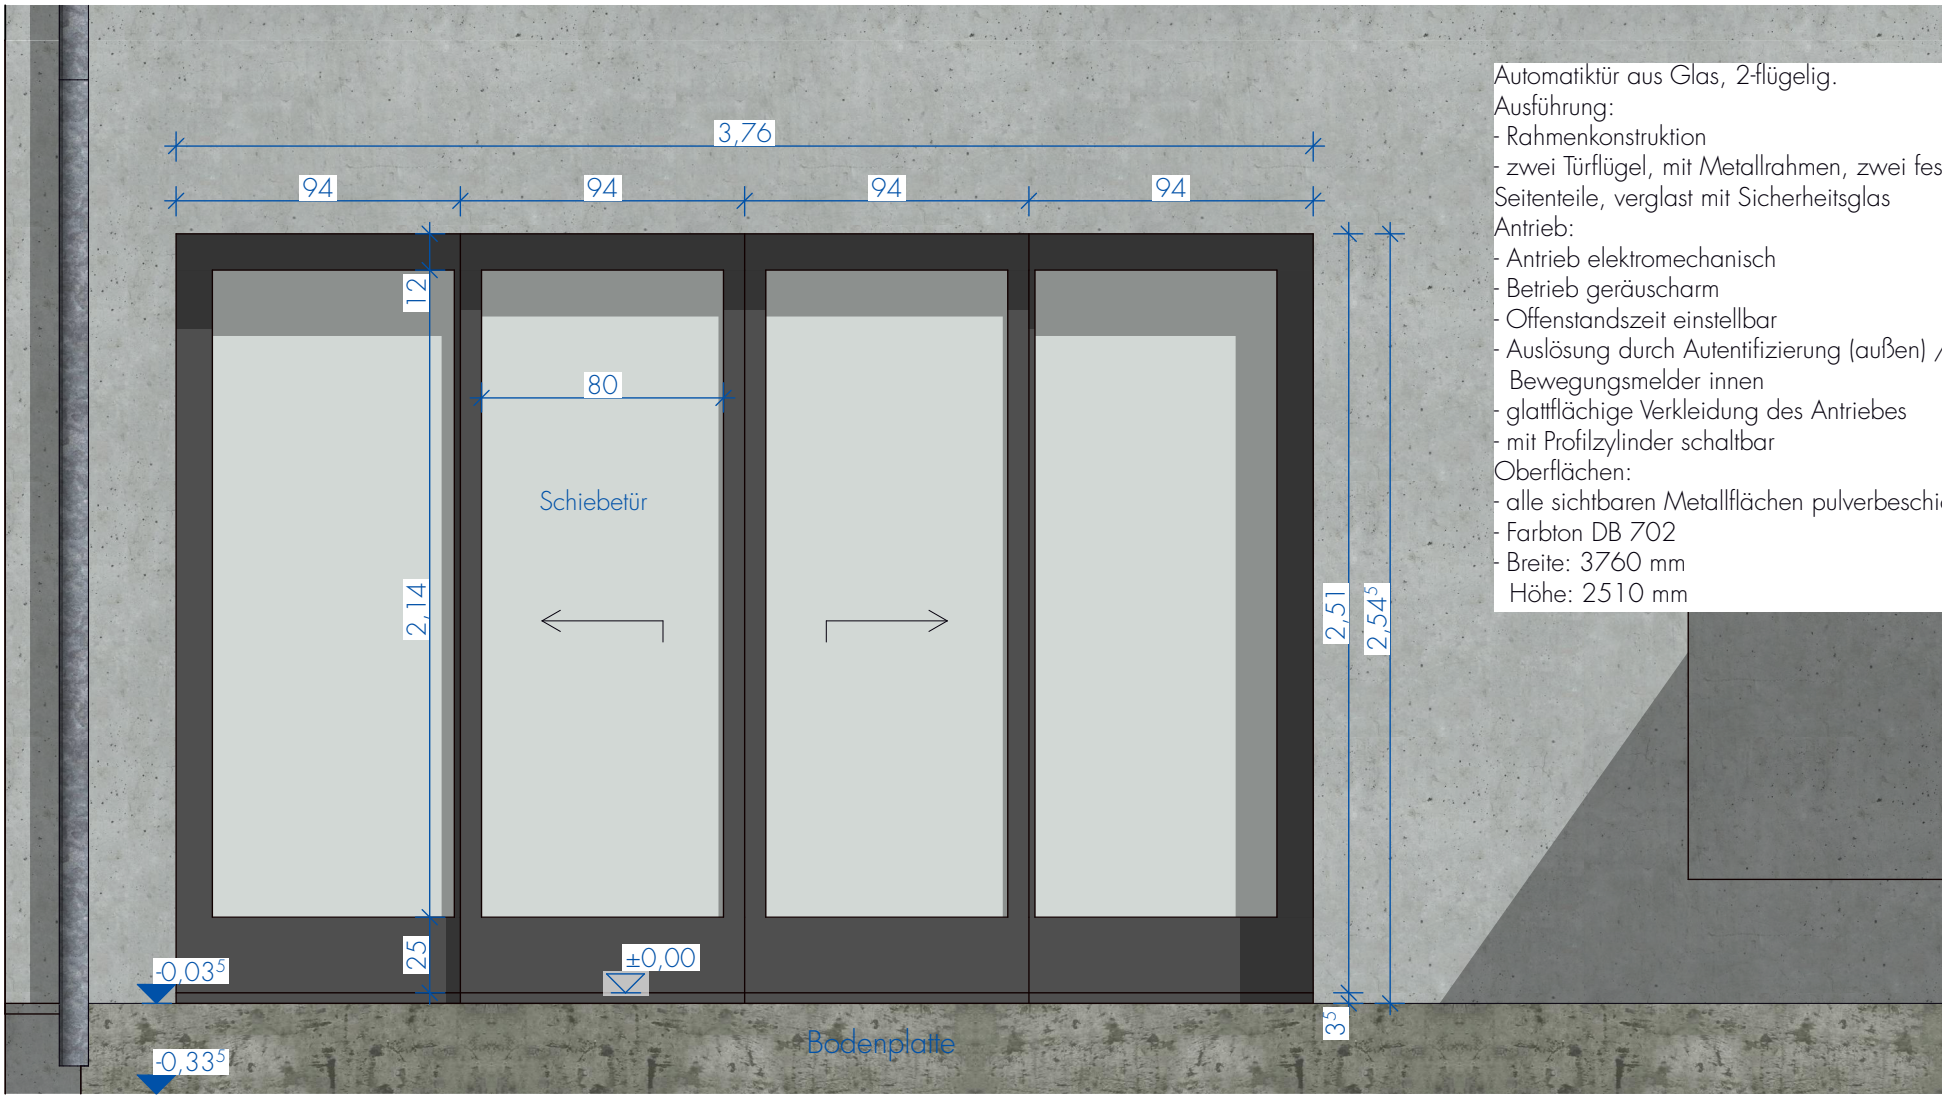 3,76
94
94
94
94
12
80
Schiebetür
2,14
2,51
2,54⁵
25
±0,00
-0,03⁵
3⁵
Bodenplatte
-0,33⁵
Automatiktür aus Glas, 2-flügelig.
Ausführung:
- Rahmenkonstruktion
- zwei Türflügel, mit Metallrahmen, zwei fes
Seitenteile, verglast mit Sicherheitsglas
Antrieb:
- Antrieb elektromechanisch
- Betrieb geräuscharm
- Offenstandszeit einstellbar
- Auslösung durch Autentifizierung (außen) /
Bewegungsmelder innen
- glattflächige Verkleidung des Antriebes
- mit Profilzylinder schaltbar
Oberflächen:
- alle sichtbaren Metallflächen pulverbeschi
- Farbton DB 702
- Breite: 3760 mm
Höhe: 2510 mm